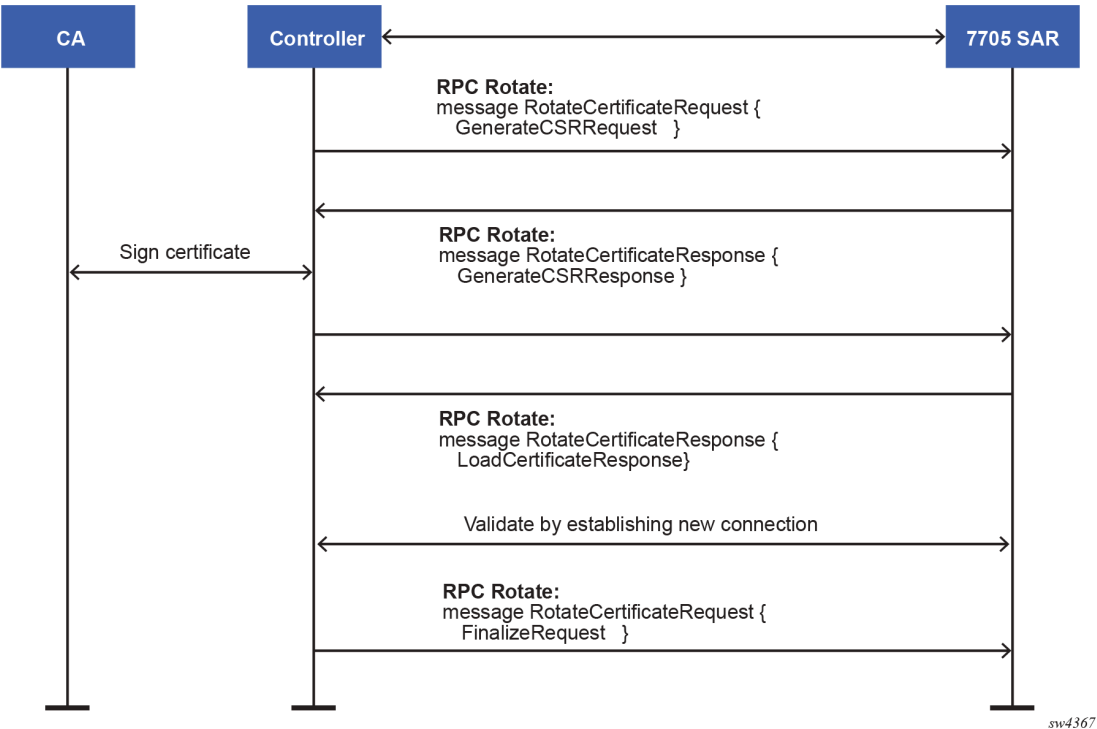 CA
Controller
7705 SAR
RPC Rotate:
message RotateCertificateRequest {
GenerateCSRRequest }
RPC Rotate:
message RotateCertificateResponse {
GenerateCSRResponse }
Sign certificate
RPC Rotate:
message RotateCertificateResponse {
LoadCertificateResponse}
Validate by establishing new connection
RPC Rotate:
message RotateCertificateRequest {
FinalizeRequest }
sw4367